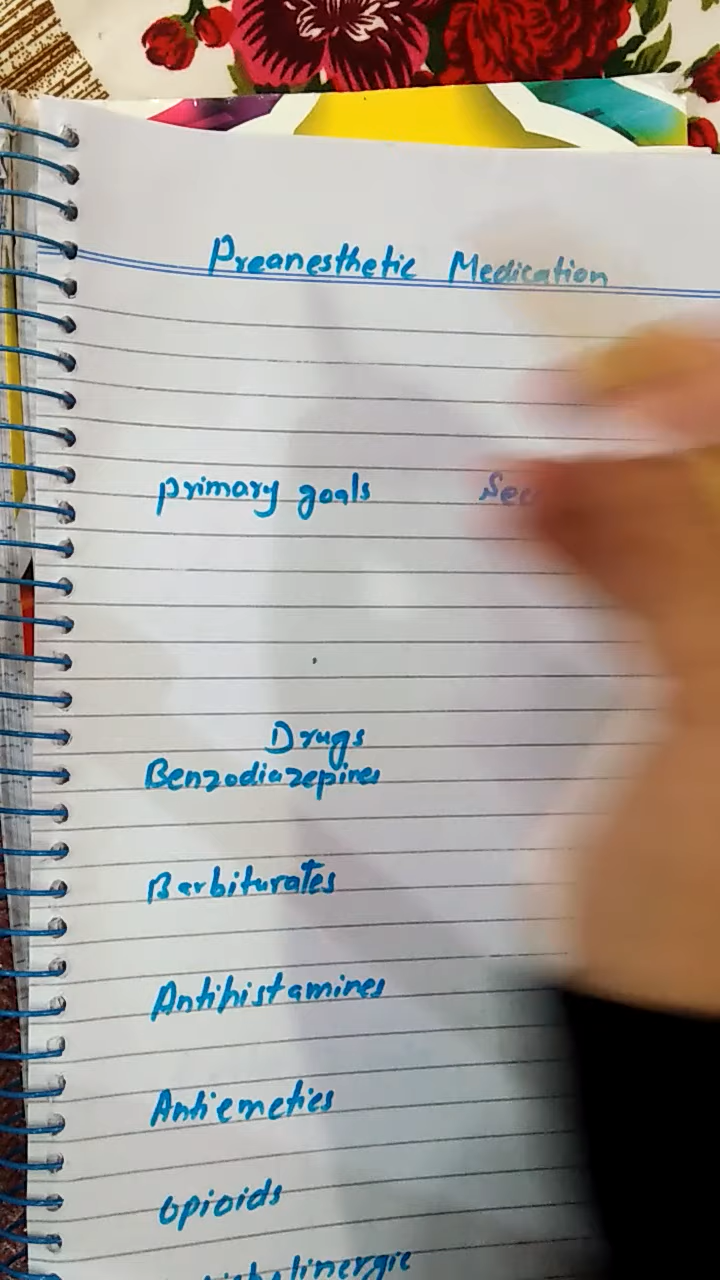 Preanesthetic Medication
primary goals
Drugs
Benzodiazepines
Barbiturates
Antihistamines
Antiemetics
Opioids